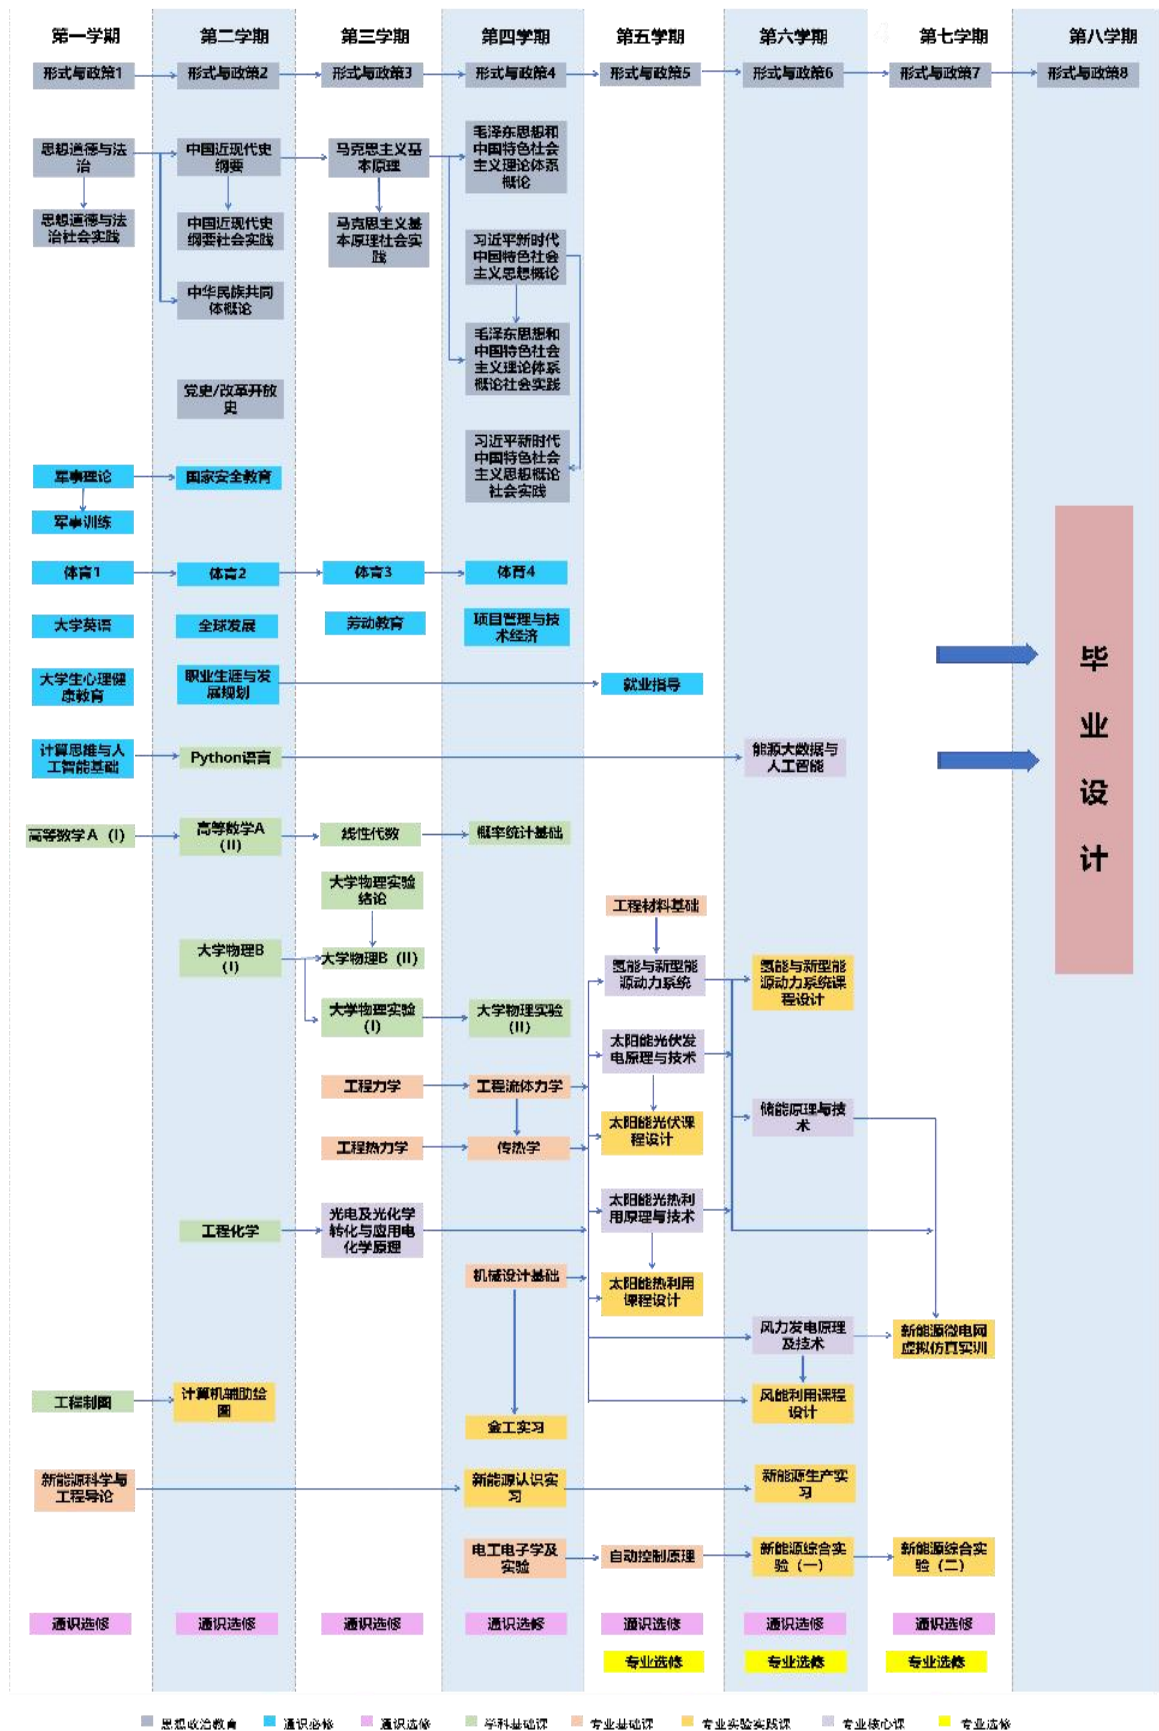 第一学期 第二学期 第三学期 第四学期 第五学期 第六学期 第七学期 第八学期
形式与政策1 形式与政策2 形式与政策3 形式与政策4 形式与政策5 形式与政策6 形式与政策7 形式与政策8
思想道德与法
治
中国近现代史
纲要
马克思主义基
本原理
毛泽东思想和
中国特色社会
主义理论体系
概论
思想道德与法
治社会实践
中国近现代史
纲要社会实践
马克思主义基
本原理社会实
践
习近平新时代
中国特色社会
主义思想概论
中华民族共同
体概论
毛泽东思想和
中国特色社会
主义理论体系
概论社会实践
党史/改革开放
史
习近平新时代
中国特色社会
主义思想概论
社会实践
军事理论 国家安全教育
军事训练
体育1 体育2 体育3 体育4
大学英语 全球发展 劳动教育
项目管理与技
术经济
大学生心理健
康教育
职业生涯与发
展规划
就业指导
计算思维与人
工智能基础
Python语言
能源大数据与
人工智能
毕
业
设
计
高等数学A（I）
高等数学A
(II)
线性代数 概率统计基础
大学物理实验
绪论
工程材料基础
大学物理B
(I)
大学物理B（II）
氢能与新型能
源动力系统
氢能与新型能
源动力系统课
程设计
大学物理实验
(I)
大学物理实验
(II)
太阳能光伏发
电原理与技术
工程力学 工程流体力学
太阳能光伏课
程设计
储能原理与技
术
工程热力学 传热学
工程化学
光电及光化学
转化与应用电
化学原理
太阳能光热利
用原理与技术
机械设计基础
太阳能热利用
课程设计
风力发电原理
及技术
新能源微电网
虚拟仿真实训
工程制图
计算机辅助绘
图
金工实习
风能利用课程
设计
新能源科学与
工程导论
新能源认识实
习
新能源生产实
习
电工电子学及
实验
自动控制原理
新能源综合实
验（一）
新能源综合实
验（二）
通识选修 通识选修 通识选修 通识选修 通识选修 通识选修 通识选修
专业选修 专业选修 专业选修
思想政治教育 通识必修 通识选修 学科基础课 专业基础课 专业实验实践课 专业核心课 专业选修